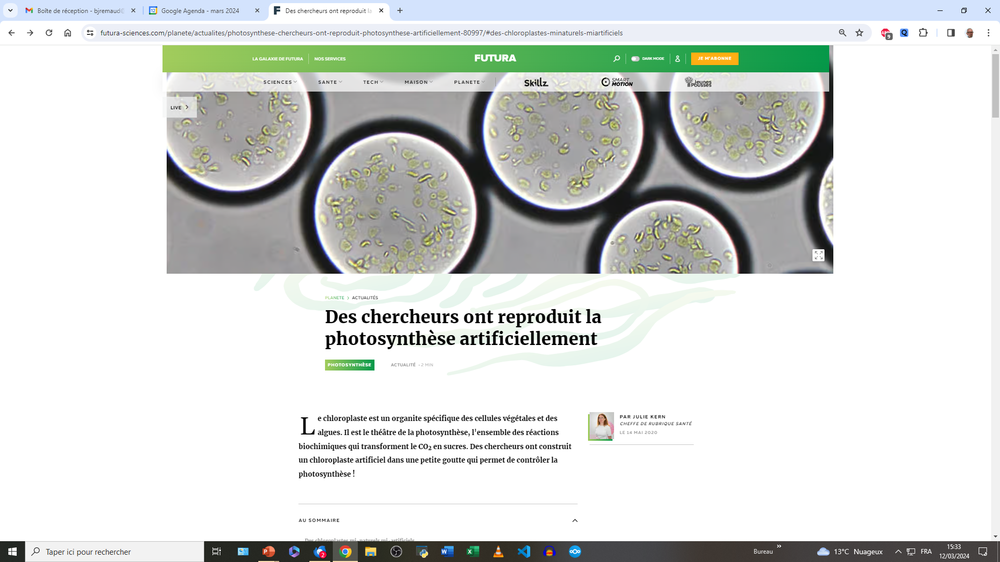 Boîte de réception - bjremaud@
Google Agenda - mars 2024
Des chercheurs ont reproduit la
futura-sciences.com/planete/actualites/photosynthese-chercheurs-ont-reproduit-photosynthese-artificiellement-80997/#des-chloroplastes-minaturels-miartificiels
ABP
9
Q
LA GALAXIE DE FUTURA
NOS SERVICES
FUTURA
DARK MODE
JE M'ABONNE
SCIENCES
SANTE
TECH
MAISON
PLANETE
Skillz
SMART
MOTION
Jeunes
Pousses
LIVE
PLANETE > ACTUALITÉS
Des chercheurs ont reproduit la
photosynthèse artificiellement
PHOTOSYNTHÈSE
ACTUALITÉ • 2 MIN
Le chloroplaste est un organite spécifique des cellules végétales et des
algues. Il est le théâtre de la photosynthèse, l'ensemble des réactions
biochimiques qui transforment le CO₂ en sucres. Des chercheurs ont construit
un chloroplaste artificiel dans une petite goutte qui permet de contrôler la
photosynthèse !
PAR JULIE KERN
CHEFFE DE RUBRIQUE SANTÉ
LE 14 MAI 2020
AU SOMMAIRE
Des chloroplastes mi-naturels mi-artificiels
Taper ici pour rechercher
2
Bureau
»
13°C Nuageux
FRA
15:33
12/03/2024